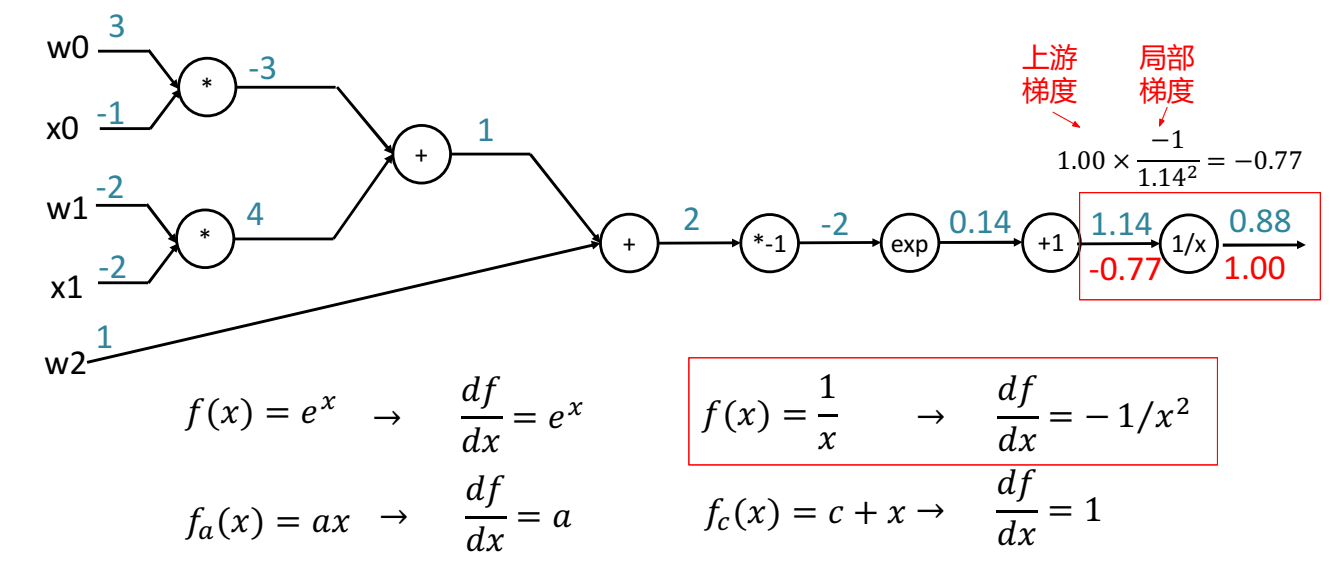 w0 3
* -3
x0 -1
+ 1
w1 -2
* 4
x1 -2
w2 1
+ 2 *-1 -2 exp 0.14 +1 1.14 1/x 0.88
-0.77 1.00
上游
梯度
局部
梯度
1.00 × −1/1.14² = −0.77
f(x) = eˣ → df/dx = eˣ
f(x) = 1/x → df/dx = − 1/x²
fₐ(x) = ax → df/dx = a
f_c(x) = c + x → df/dx = 1